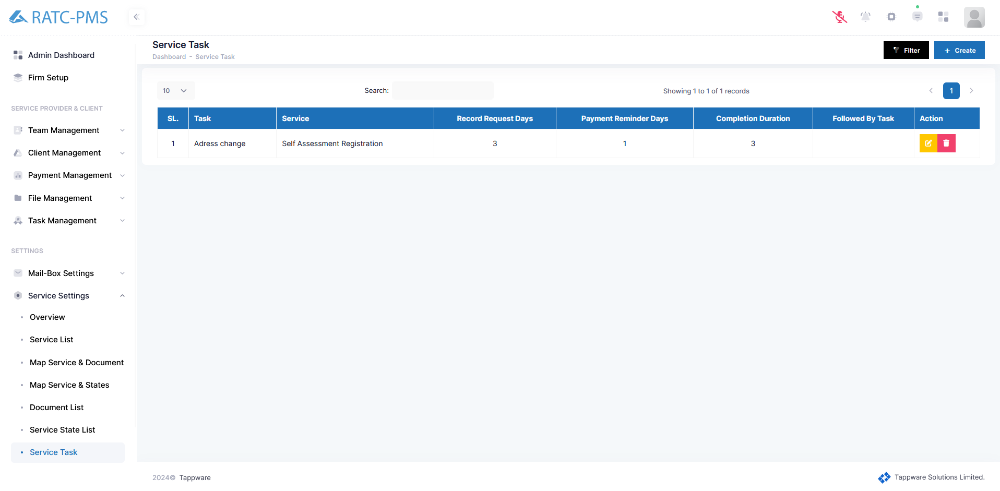 RATC-PMS
Admin Dashboard
Firm Setup
SERVICE PROVIDER & CLIENT
Team Management
Client Management
Payment Management
File Management
Task Management
SETTINGS
Mail-Box Settings
Service Settings
Overview
Service List
Map Service & Document
Map Service & States
Document List
Service State List
Service Task
Service Task
Dashboard - Service Task
Filter
+ Create
10
Search:
Showing 1 to 1 of 1 records
1
SL. Task Service Record Request Days Payment Reminder Days Completion Duration Followed By Task Action
1 Adress change Self Assessment Registration 3 1 3
2024© Tappware
Tappware Solutions Limited.